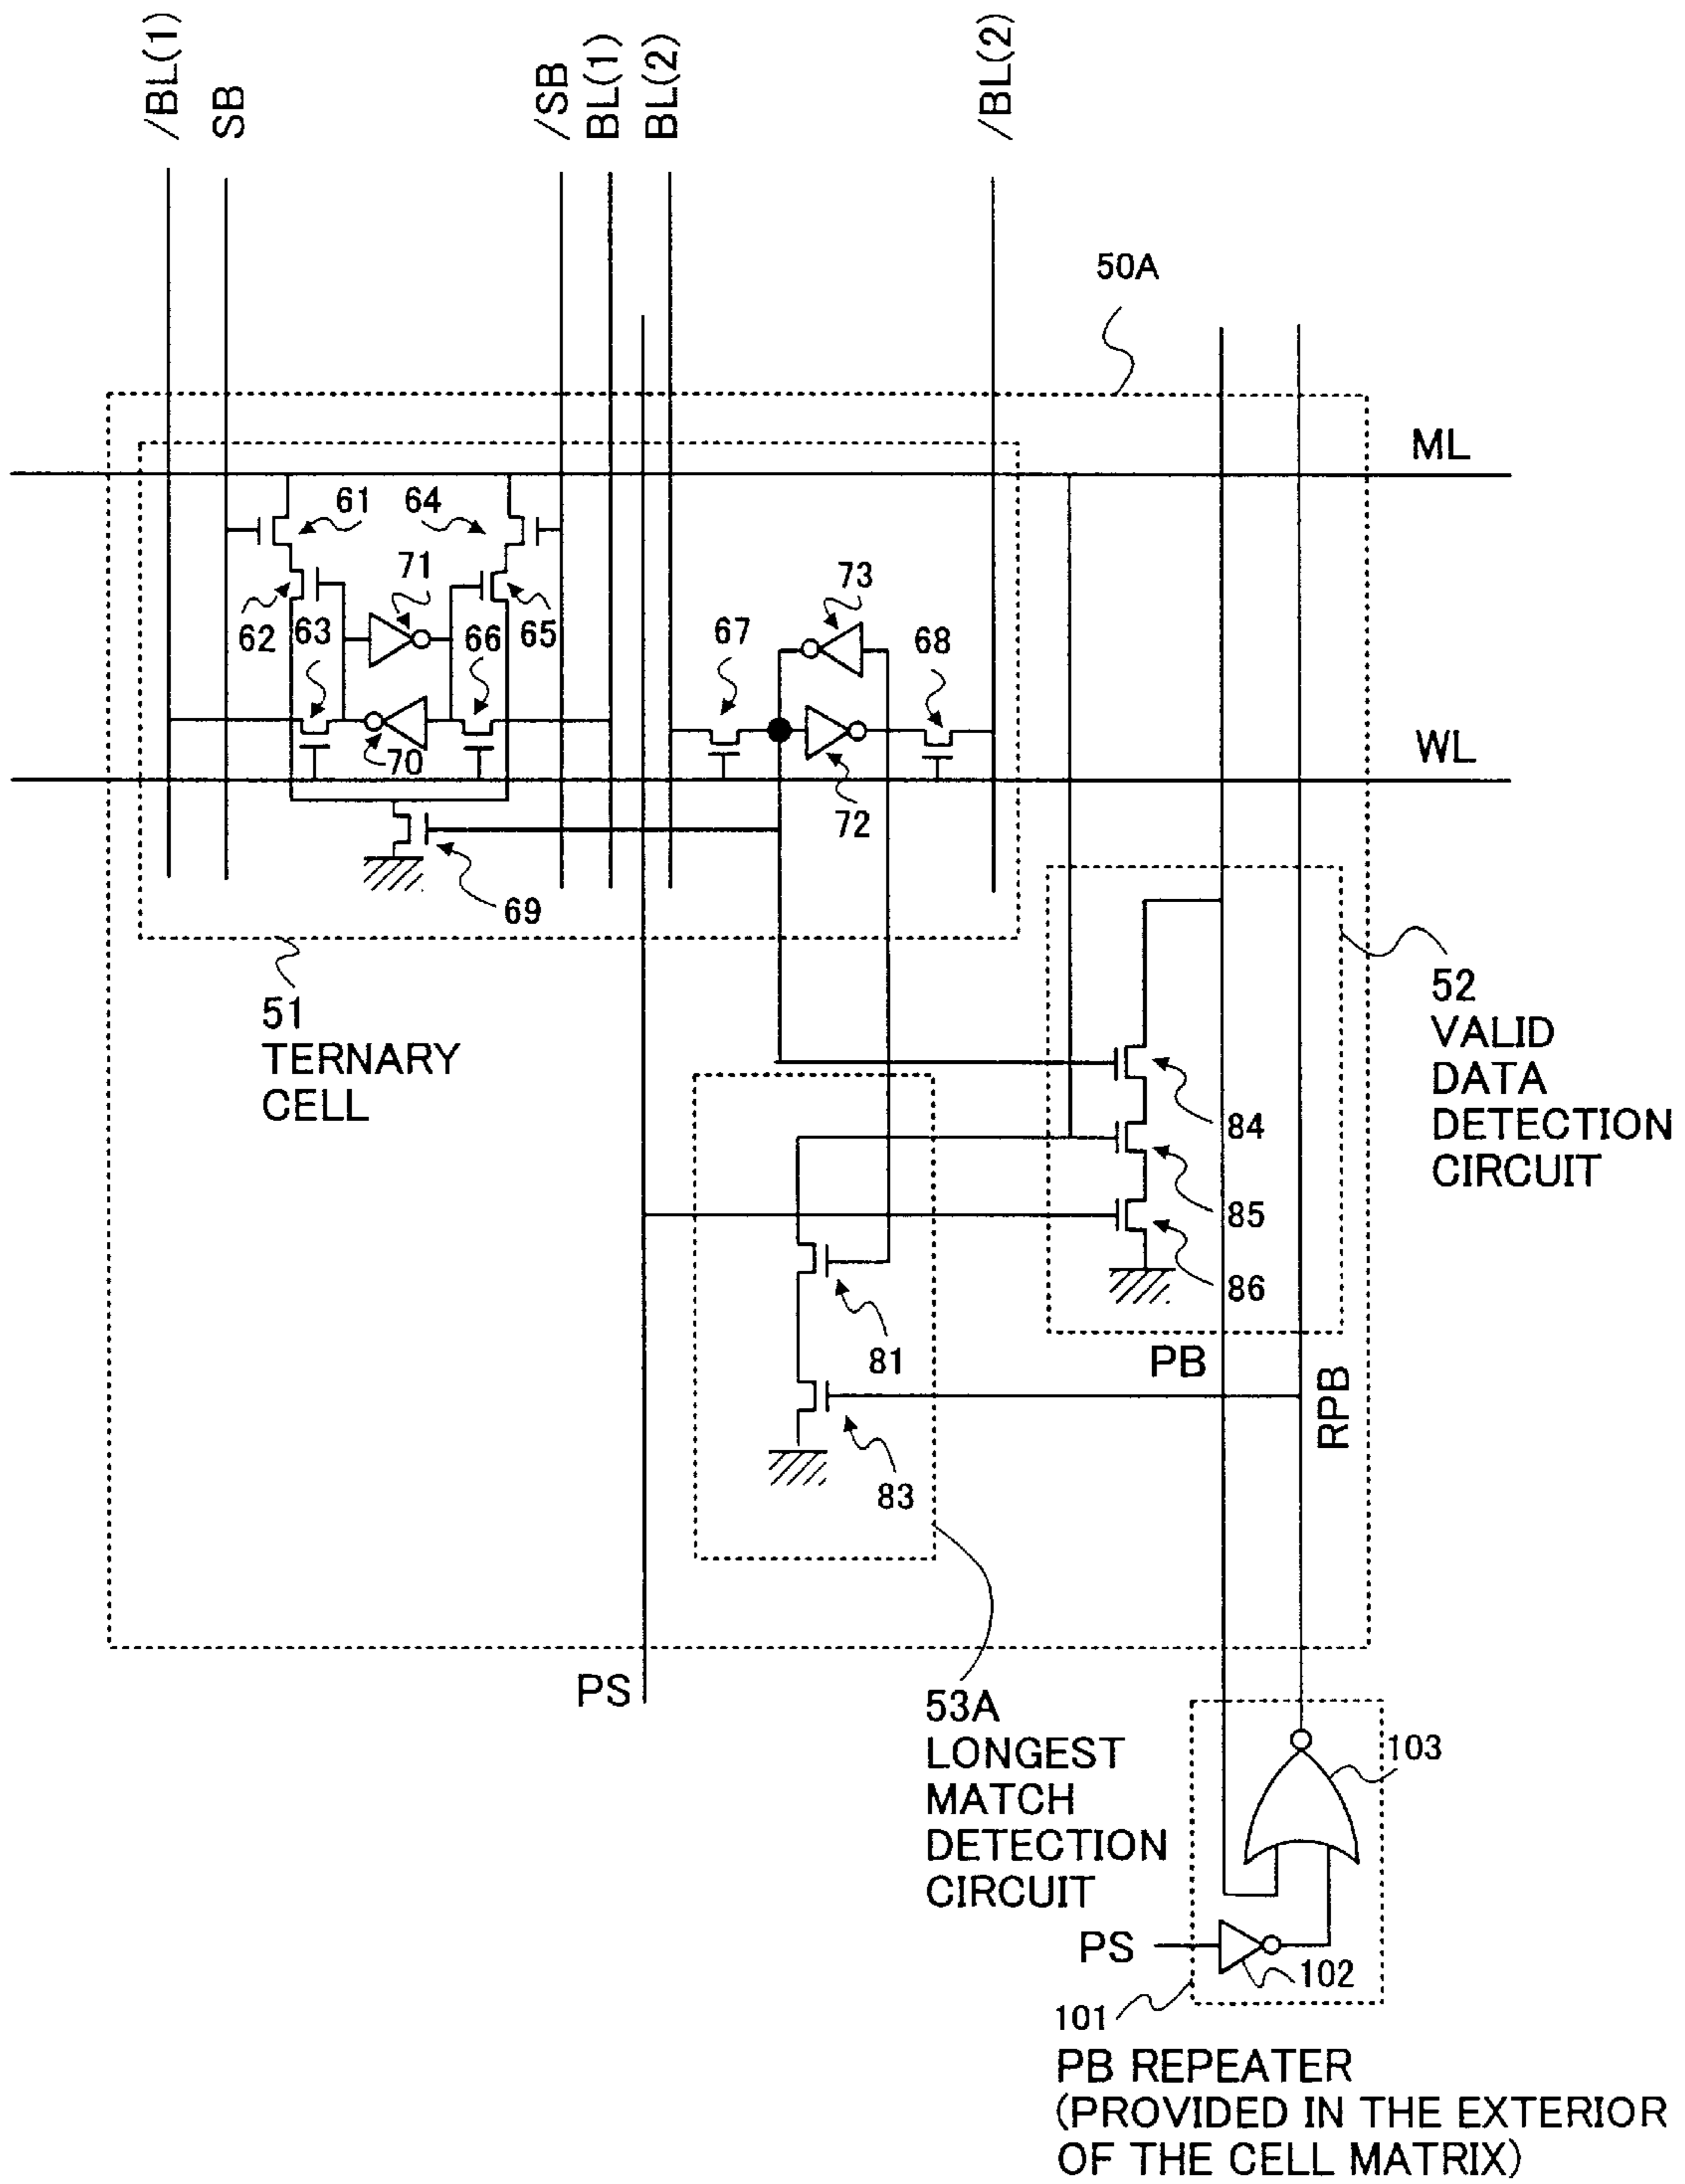 /BL(1)
SB
/SB
BL(1)
BL(2)
/BL(2)
50A
ML
61
64
71
73
62
63
66
65
67
68
70
72
WL
69
51
TERNARY
CELL
52
VALID
DATA
DETECTION
CIRCUIT
84
85
86
81
PB
RPB
83
PS
53A
LONGEST
MATCH
DETECTION
CIRCUIT
103
PS
102
101
PB REPEATER
(PROVIDED IN THE EXTERIOR
OF THE CELL MATRIX)